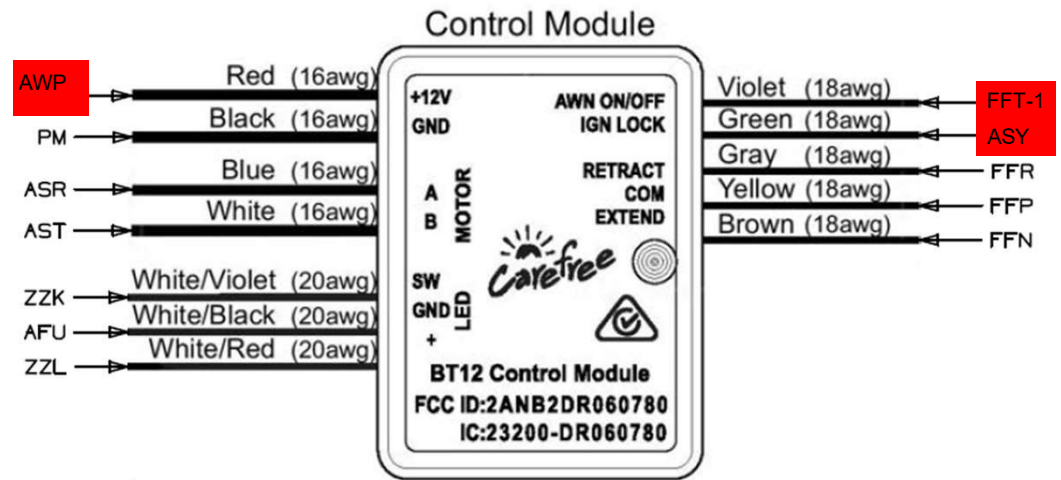 Control Module
AWP
Red (16awg)
PM
Black (16awg)
ASR
Blue (16awg)
AST
White (16awg)
ZZK
White/Violet (20awg)
AFU
White/Black (20awg)
ZZL
White/Red (20awg)
+12V
GND
A
B
MOTOR
SW
GND
+
LED
AWN ON/OFF
IGN LOCK
RETRACT
COM
EXTEND
Carefree
BT12 Control Module
FCC ID:2ANB2DR060780
IC:23200-DR060780
Violet (18awg)
FFT-1
Green (18awg)
ASY
Gray (18awg)
FFR
Yellow (18awg)
FFP
Brown (18awg)
FFN